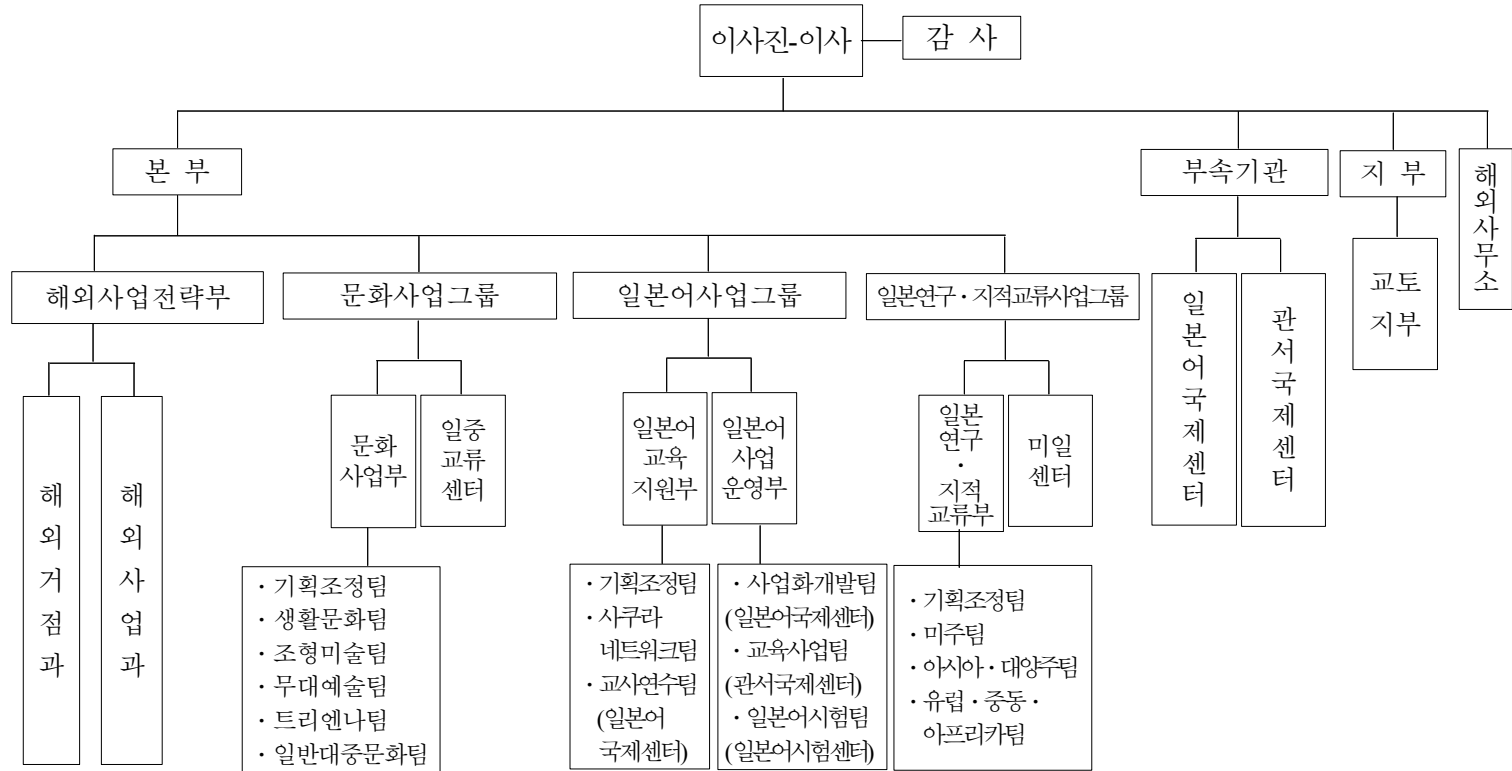 이사진-이사
감 사
본 부
부속기관
지 부
해
외
사
무
소
해외사업전략부
문화사업그룹
일본어사업그룹
일본연구・지적교류사업그룹
일
본
어
국
제
센
터
관
서
국
제
센
터
교토
지부
해
외
거
점
과
해
외
사
업
과
문화
사업부
일중
교류
센터
일본어
교육
지원부
일본어
사업
운영부
일본
연구
・
지적
교류부
미일
센터
・기획조정팀
・생활문화팀
・조형미술팀
・무대예술팀
・트리엔나팀
・일반대중문화팀
・기획조정팀
・사쿠라
네트워크팀
・교사연수팀
(일본어
국제센터)
・사업화개발팀
(일본어국제센터)
・교육사업팀
(관서국제센터)
・일본어시험팀
(일본어시험센터)
・기획조정팀
・미주팀
・아시아・대양주팀
・유럽・중동・
아프리카팀